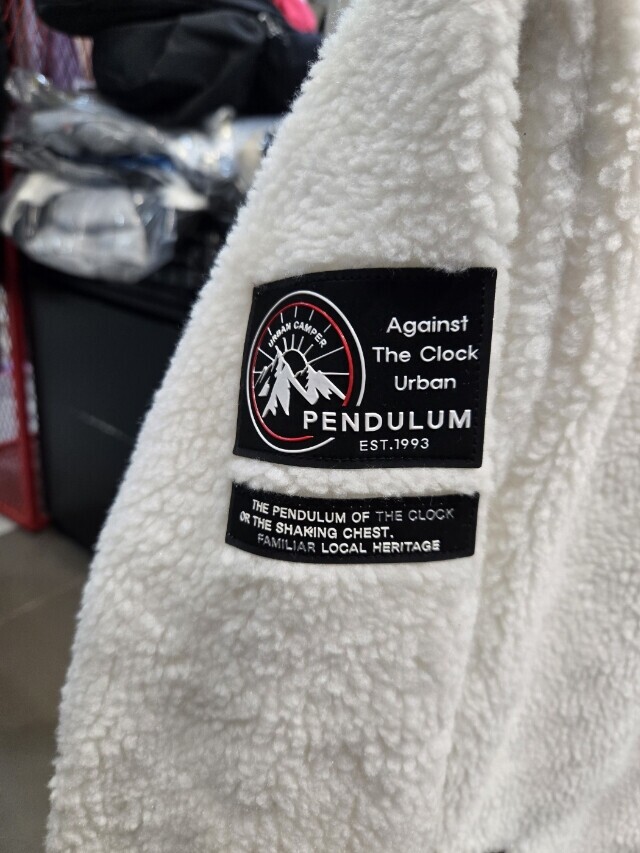 URBAN CAMPER
Against
The Clock
Urban
PENDULUM
EST.1993
THE PENDULUM OF THE CLOCK
OR THE SHAKING CHEST.
FAMILIAR LOCAL HERITAGE